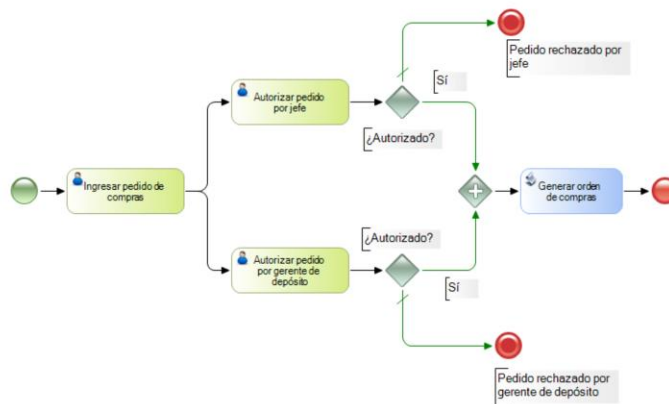 Pedido rechazado por
jefe
Sí
Autorizar pedido
por jefe
¿Autorizado?
Ingresar pedido de
compras
Generar orden
de compras
¿Autorizado?
Autorizar pedido
por gerente de
depósito
Sí
Pedido rechazado por
gerente de depósito